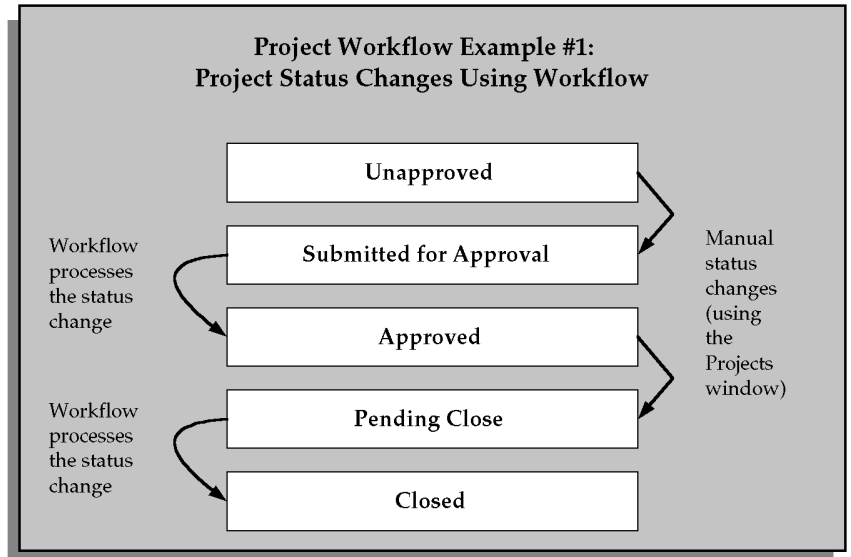 Project Workflow Example #1:
Project Status Changes Using Workflow
Unapproved
Submitted for Approval
Approved
Pending Close
Closed
Workflow
processes
the status
change
Workflow
processes
the status
change
Manual
status
changes
(using
the
Projects
window)